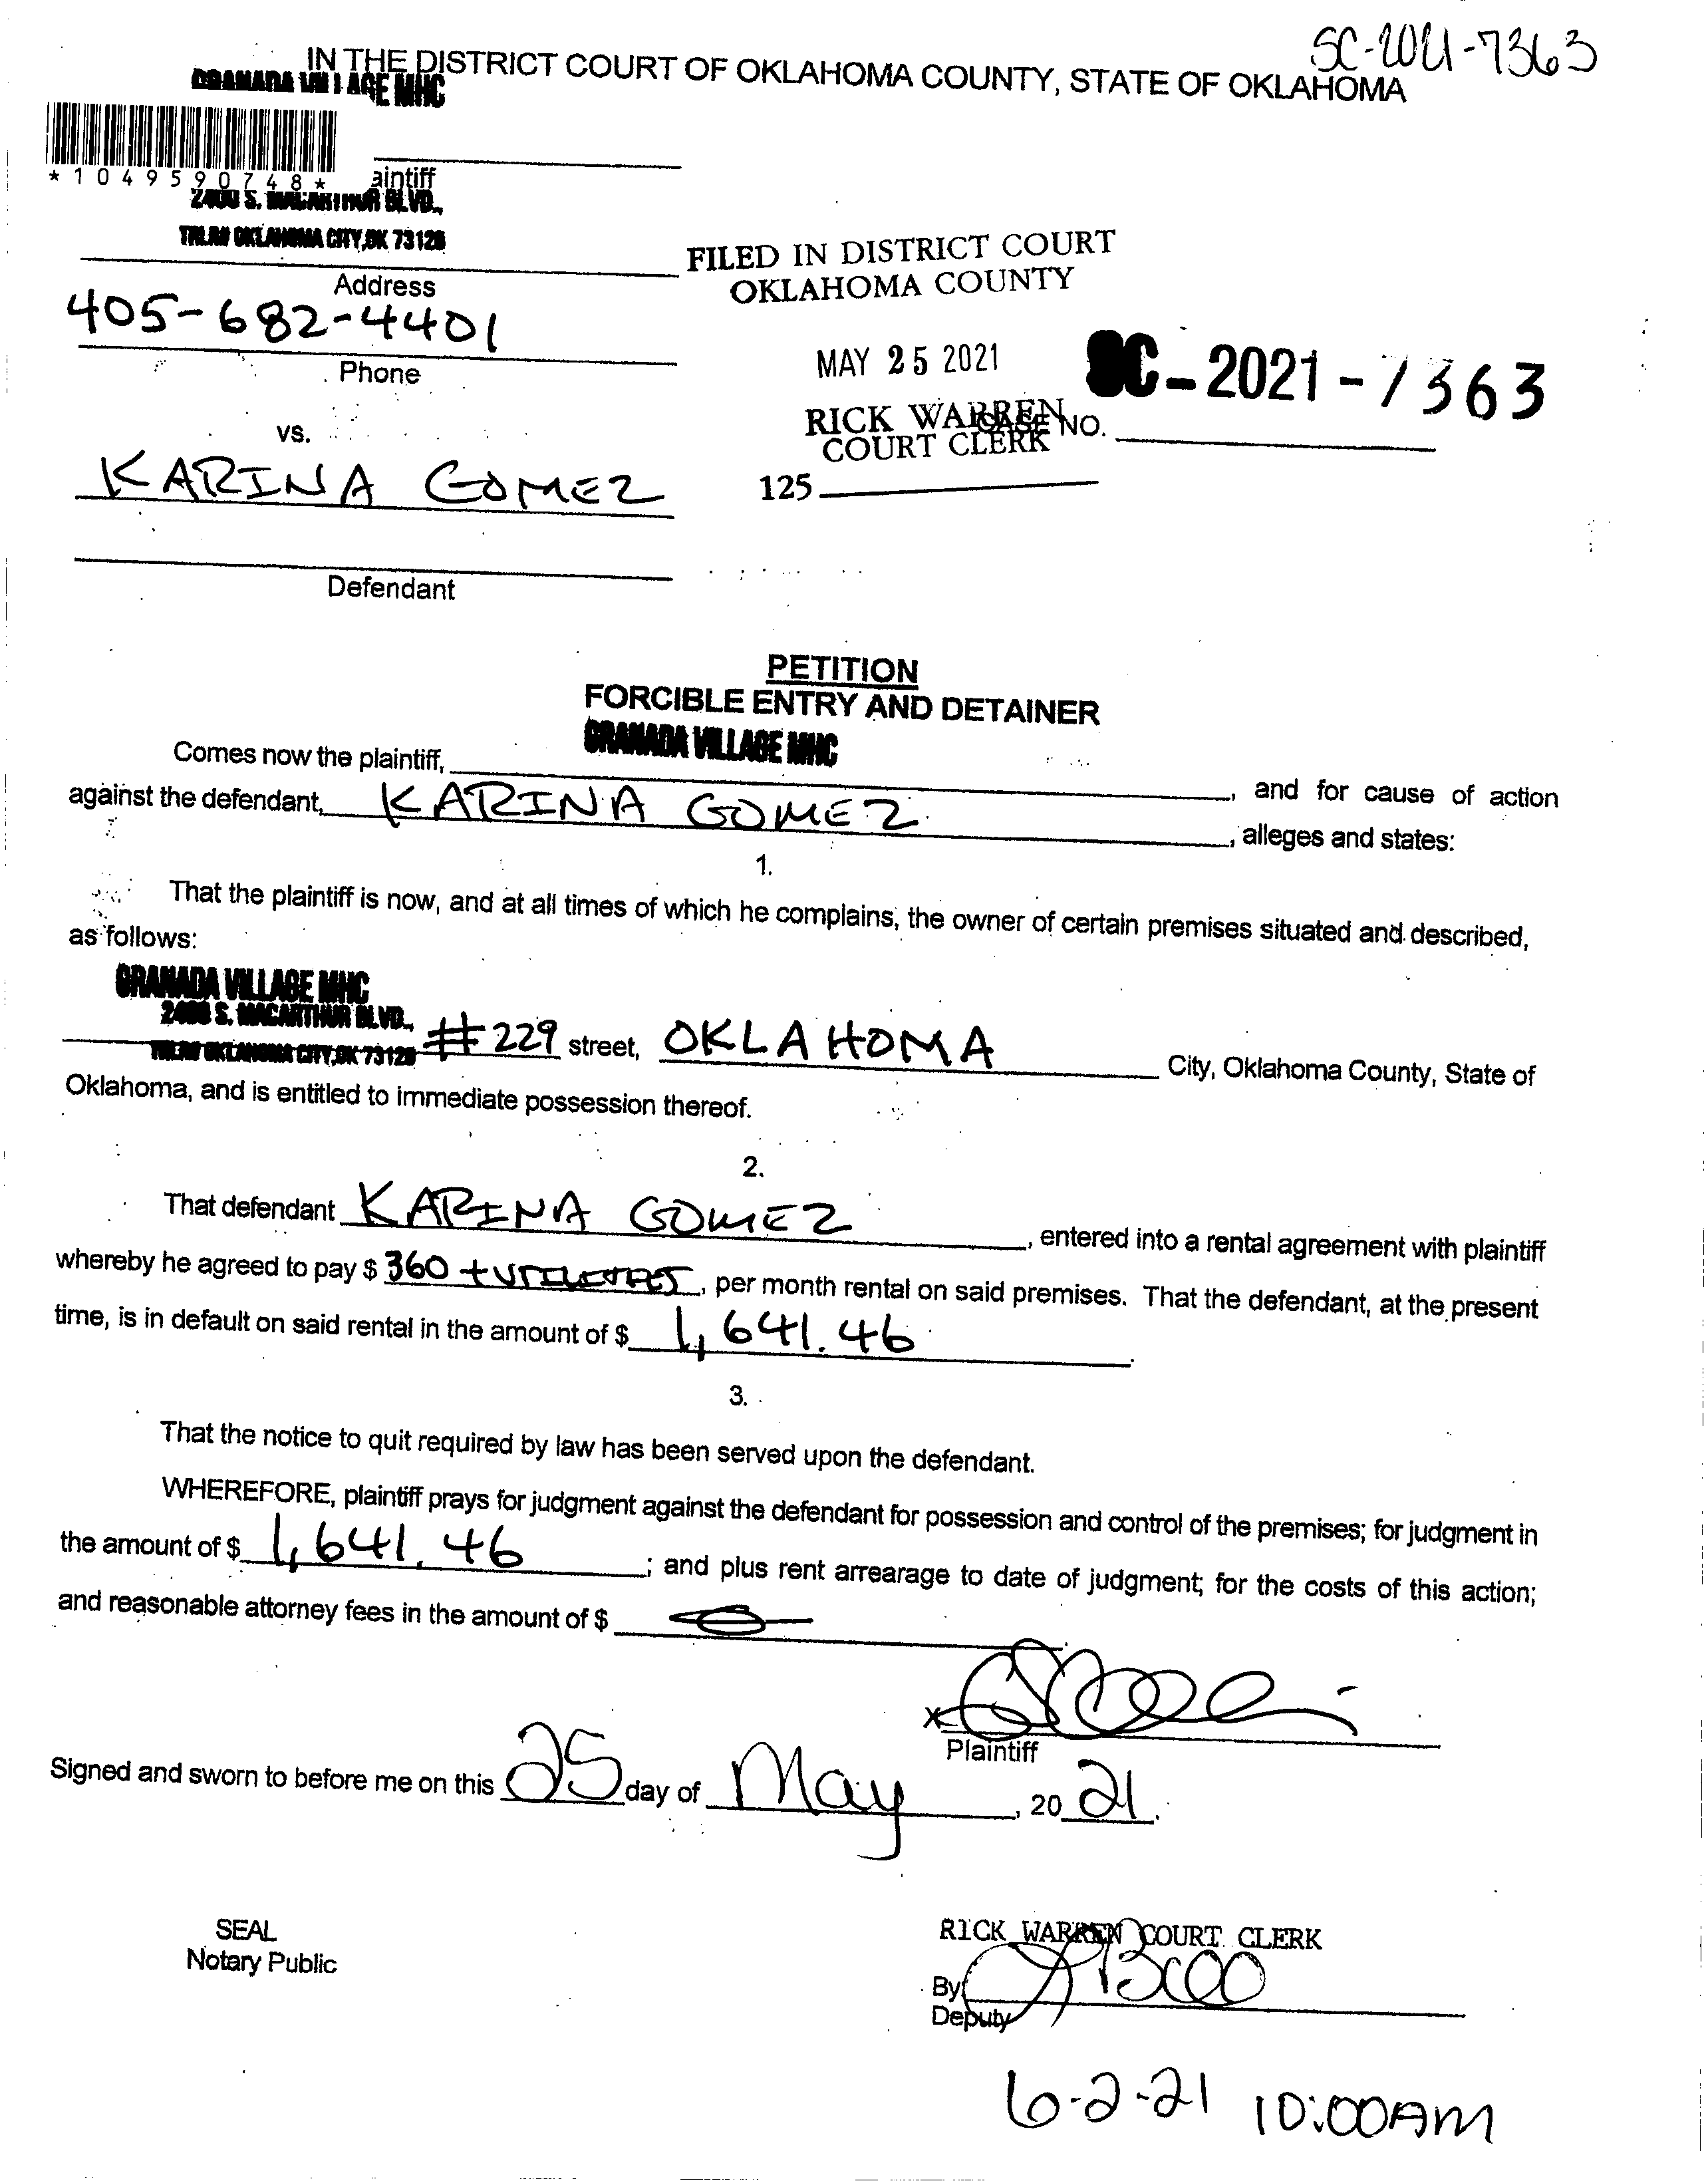 SC-2021-7363
IN THE DISTRICT COURT OF OKLAHOMA COUNTY, STATE OF OKLAHOMA
GRANADA VILLAGE MHC
*1049590748*
aintiff
2400 S. MACARTHUR BLVD.,
OKLAHOMA CITY, OK 73128
Address
405-682-4401
Phone
FILED IN DISTRICT COURT
OKLAHOMA COUNTY
MAY 25 2021
RICK WARREN
COURT CLERK
125
CASE NO.
SC-2021-7363
vs.
KARINA GOMEZ
Defendant
PETITION
FORCIBLE ENTRY AND DETAINER
Comes now the plaintiff, GRANADA VILLAGE MHC, and for cause of action
against the defendant, KARINA GOMEZ, alleges and states:
1.
That the plaintiff is now, and at all times of which he complains, the owner of certain premises situated and described,
as follows:
GRANADA VILLAGE MHC
2400 S. MACARTHUR BLVD.,
OKLAHOMA CITY, OK 73128 #229 street, OKLAHOMA City, Oklahoma County, State of
Oklahoma, and is entitled to immediate possession thereof.
2.
That defendant KARINA GOMEZ, entered into a rental agreement with plaintiff
whereby he agreed to pay $ 360 + UTILITIES, per month rental on said premises. That the defendant, at the present
time, is in default on said rental in the amount of $ 1,641.46.
3.
That the notice to quit required by law has been served upon the defendant.
WHEREFORE, plaintiff prays for judgment against the defendant for possession and control of the premises; for judgment in
the amount of $ 1,641.46; and plus rent arrearage to date of judgment; for the costs of this action;
and reasonable attorney fees in the amount of $
X
Plaintiff
Signed and sworn to before me on this 25 day of May, 20 21.
SEAL
Notary Public
RICK WARREN COURT CLERK
By
Deputy
6-2-21 10:00AM